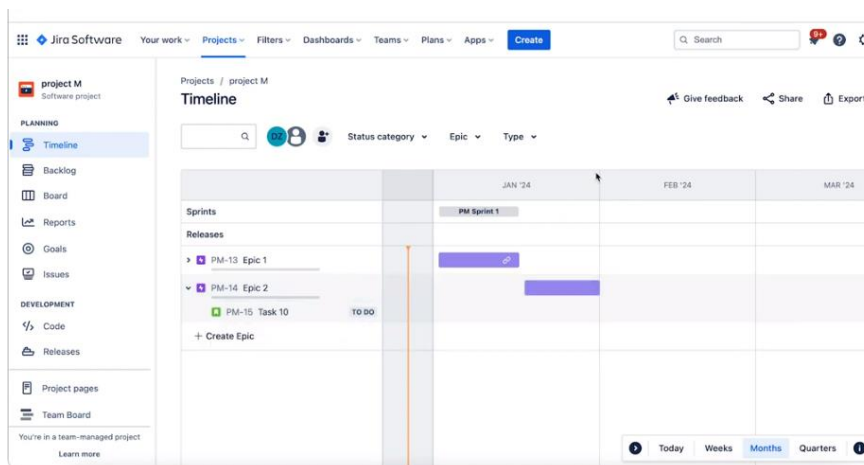 Jira Software Your work Projects Filters Dashboards Teams Plans Apps Create Search 9+
project M
Software project
PLANNING
Timeline
Backlog
Board
Reports
Goals
Issues
DEVELOPMENT
Code
Releases
Project pages
Team Board
You're in a team-managed project
Learn more
Projects / project M
Timeline
Give feedback Share Export
DZ Status category Epic Type
JAN '24 FEB '24 MAR '24
Sprints PM Sprint 1
Releases
PM-13 Epic 1
PM-14 Epic 2
PM-15 Task 10 TO DO
+ Create Epic
Today Weeks Months Quarters